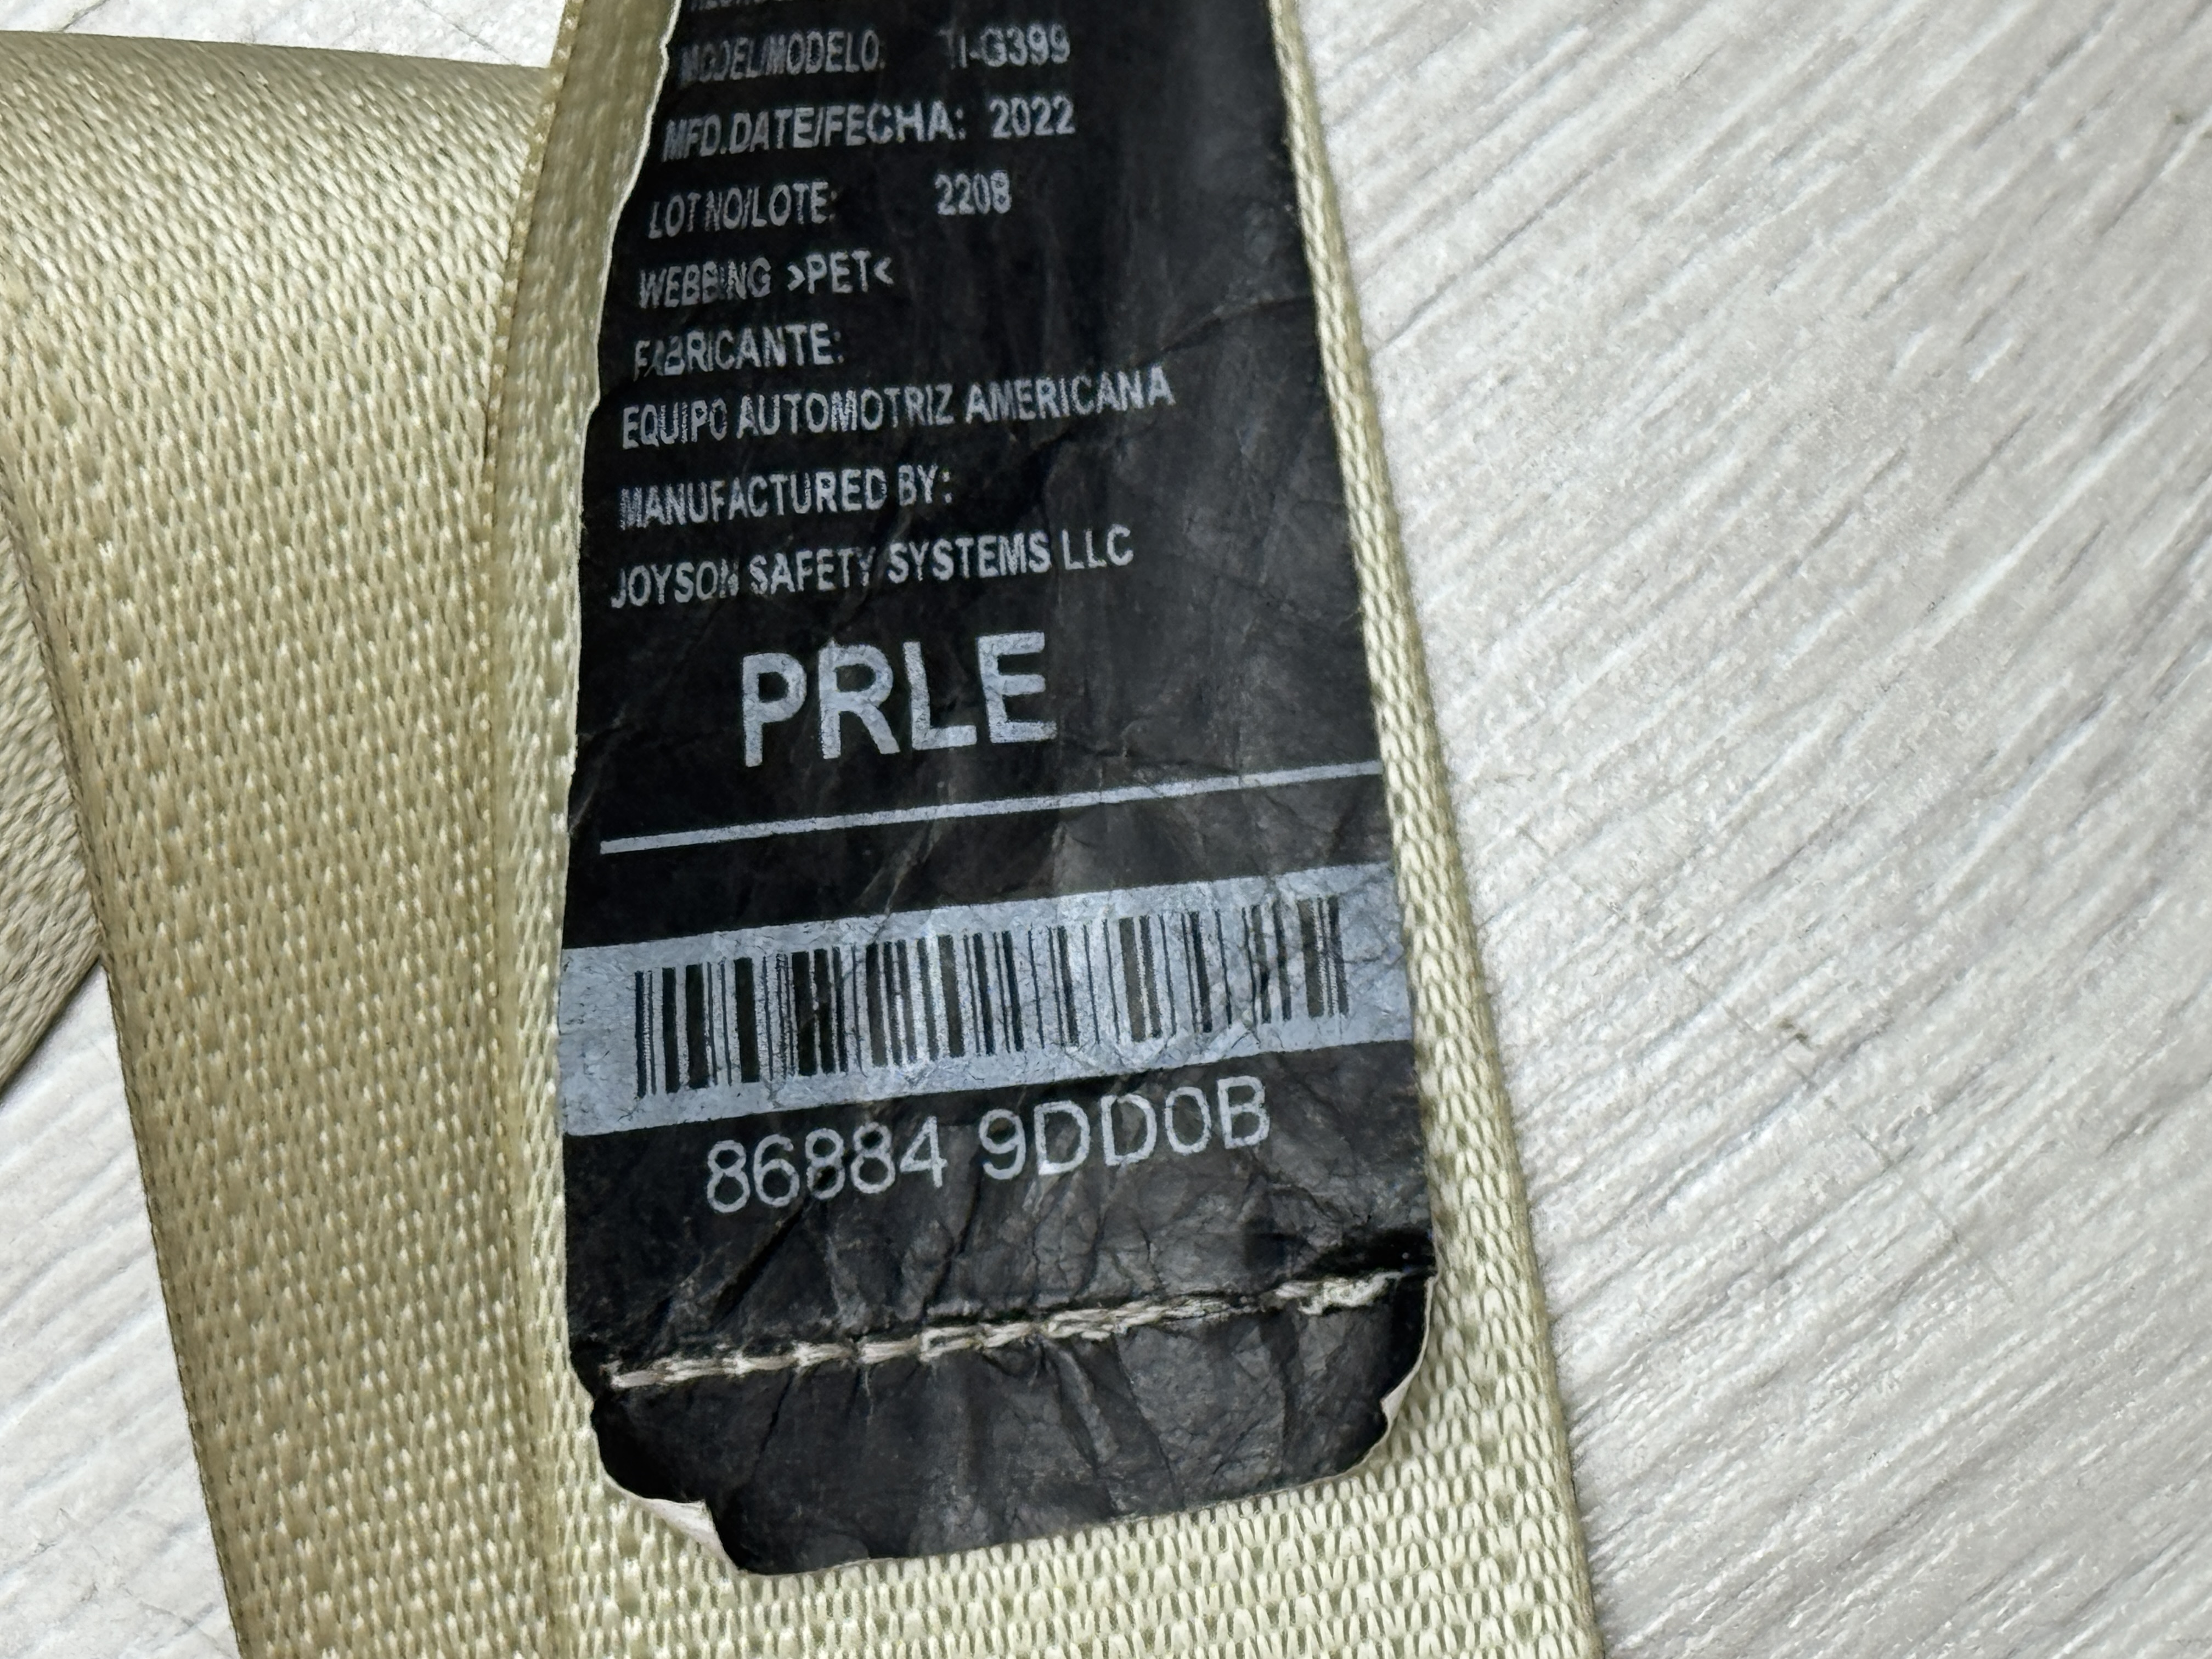 MODEL/MODELO: TI-G399
MFD.DATE/FECHA: 2022
LOT NO/LOTE: 2208
WEBBING >PET<
FABRICANTE:
EQUIPO AUTOMOTRIZ AMERICANA
MANUFACTURED BY:
JOYSON SAFETY SYSTEMS LLC
PRLE
86884 9DD0B